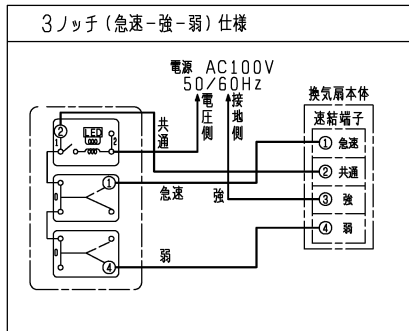 3ノッチ(急速-強-弱)仕様
電源 AC100V
50/60Hz
電圧側
接地側
換気扇本体
速結端子
① 急速
② 共通
③ 強
④ 弱
共通
② LED
1
2
0
①
急速
強
0
④
弱